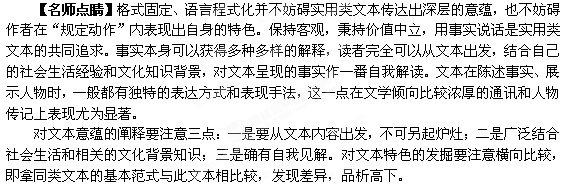 【名师点睛】格式固定、语言程式化并不妨碍实用类文本传达出深层的意蕴，也不妨碍
作者在“规定动作”内表现出自身的特色。保持客观，秉持价值中立，用事实说话是实用类
文本的共同追求。事实本身可以获得多种多样的解释，读者完全可以从文本出发，结合自己
的社会生活经验和文化知识背景，对文本呈现的事实作一番自我解读。文本在陈述事实、展
示人物时，一般都有独特的表达方式和表现手法，这一点在文学倾向比较浓厚的通讯和人物
传记上表现尤为显著。
对文本意蕴的阐释要注意三点：一是要从文本内容出发，不可另起炉灶；二是广泛结合
社会生活和相关的文化背景知识；三是确有自我见解。对文本特色的发掘要注意横向比较，
即拿同类文本的基本范式与此文本相比较，发现差异，品析高下。